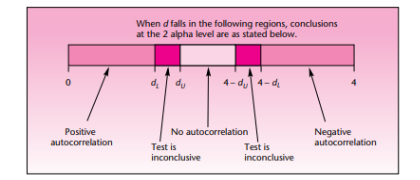 When d falls in the following regions, conclusions
at the 2 alpha level are as stated below.
0 dL dU 4 – dU 4 – dL 4
Positive
autocorrelation
Test is
inconclusive
No autocorrelation
Test is
inconclusive
Negative
autocorrelation